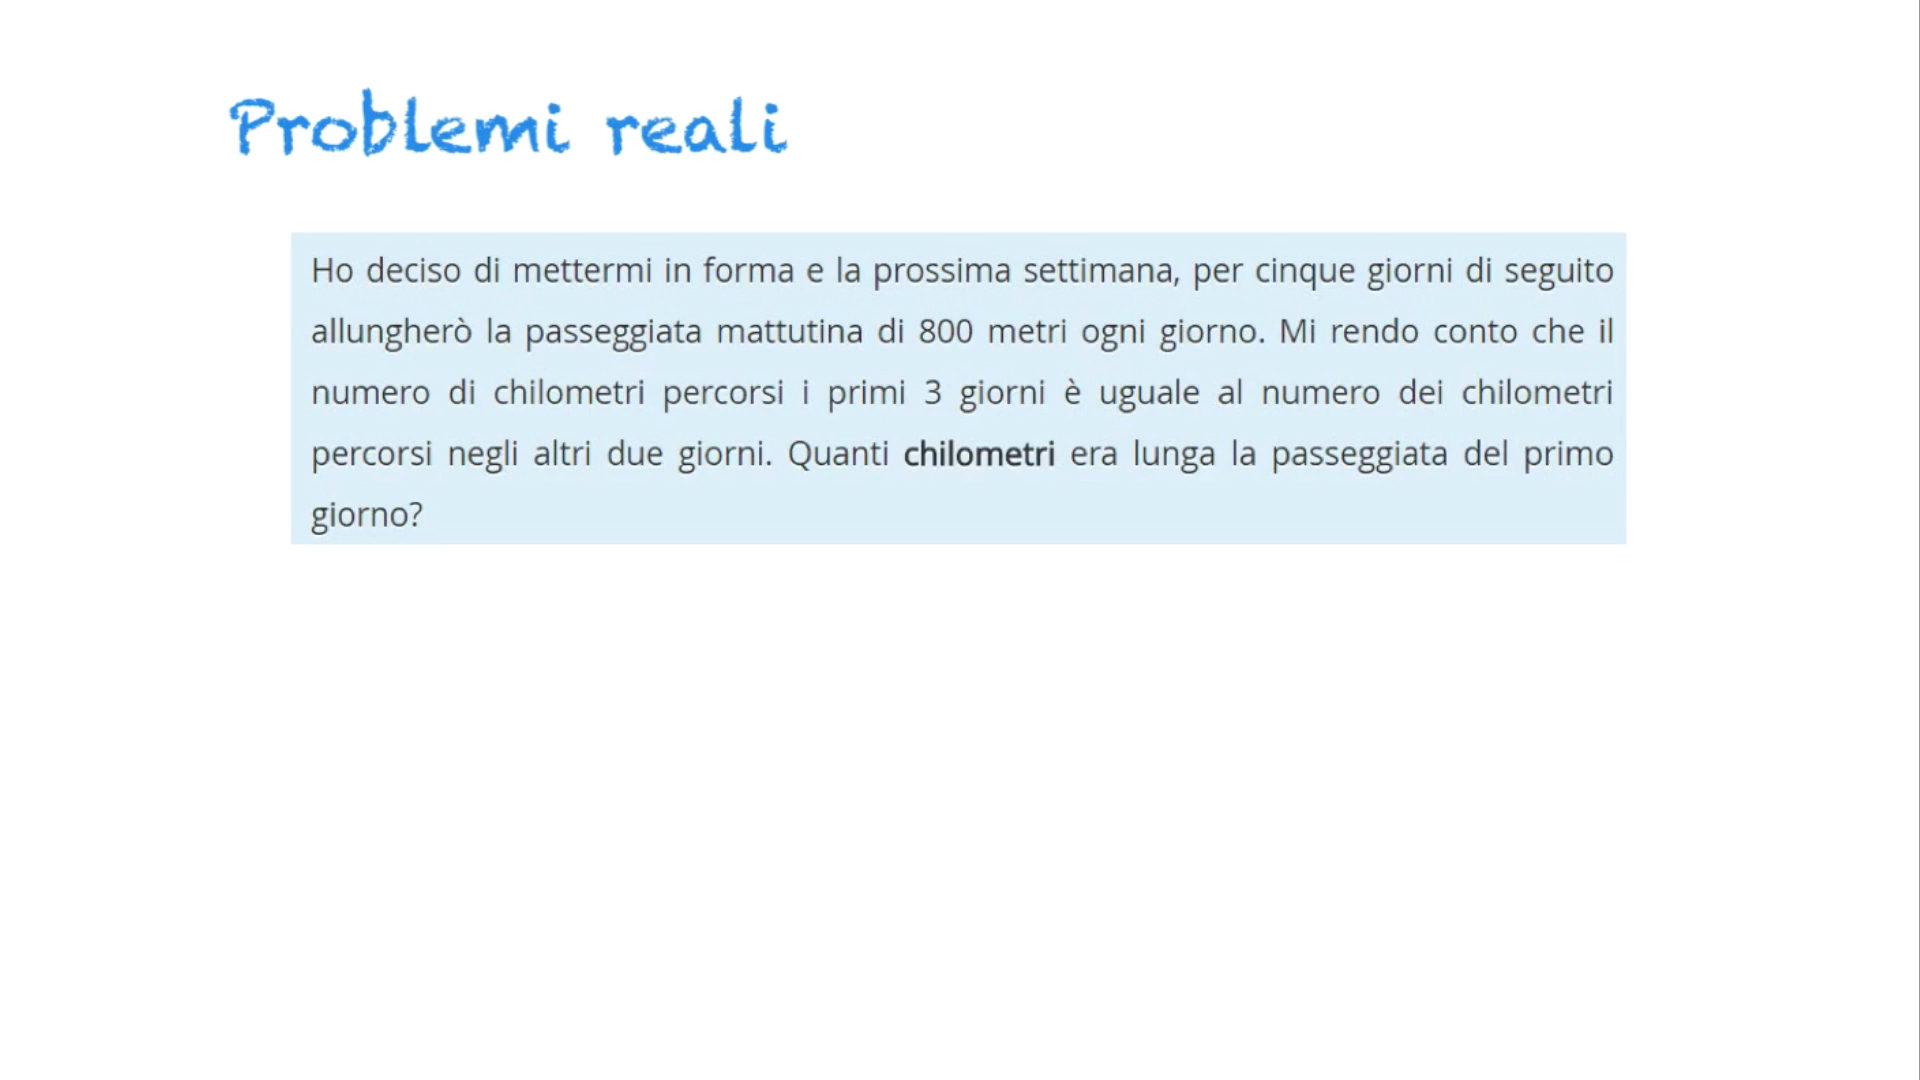 Problemi reali
Ho deciso di mettermi in forma e la prossima settimana, per cinque giorni di seguito
allungherò la passeggiata mattutina di 800 metri ogni giorno. Mi rendo conto che il
numero di chilometri percorsi i primi 3 giorni è uguale al numero dei chilometri
percorsi negli altri due giorni. Quanti chilometri era lunga la passeggiata del primo
giorno?